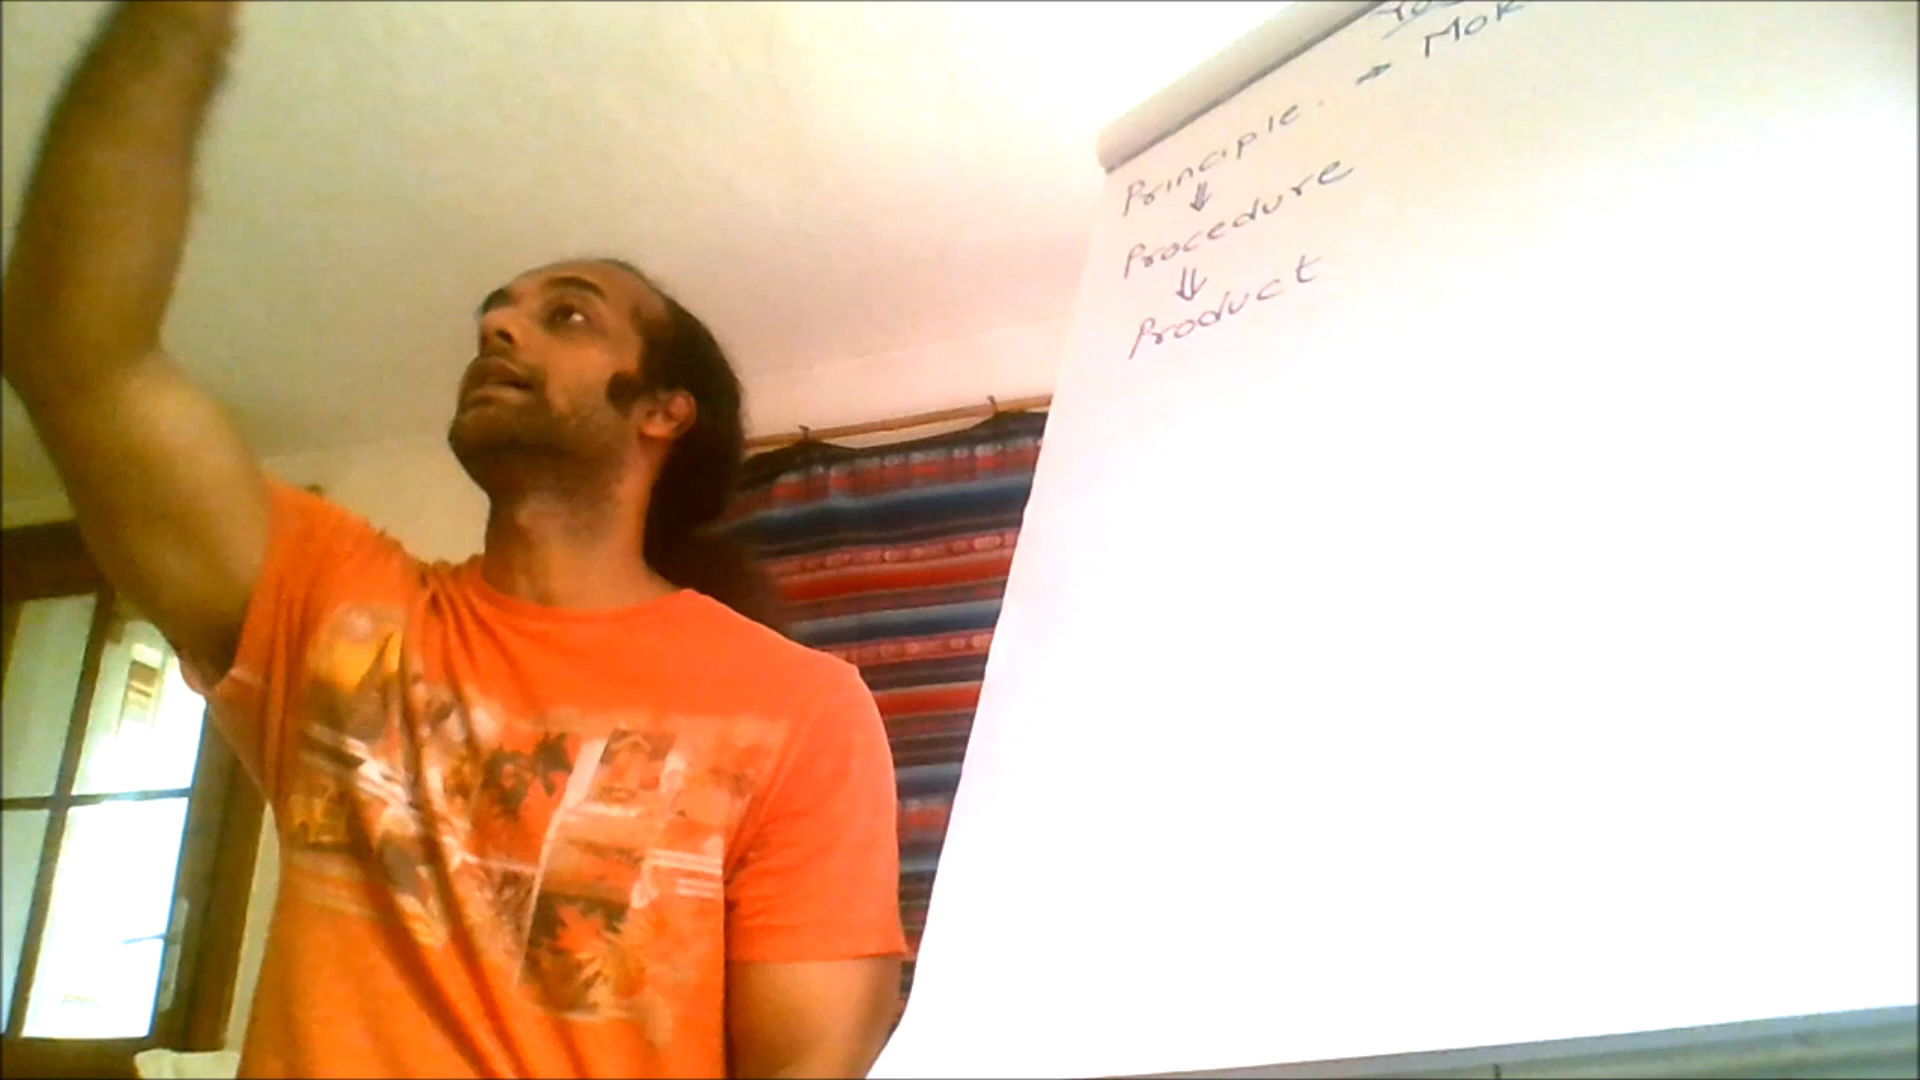 Principle. →
⇓
Procedure
⇓
Product